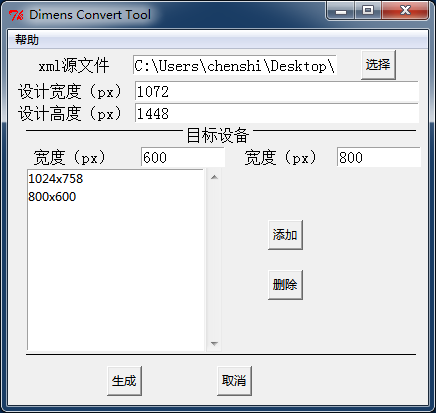 Dimens Convert Tool
帮助
xml源文件 C:\Users\chenshi\Desktop\ 选择
设计宽度（px） 1072
设计高度（px） 1448
目标设备
宽度（px） 600 宽度（px） 800
1024x758
800x600
添加
删除
生成 取消